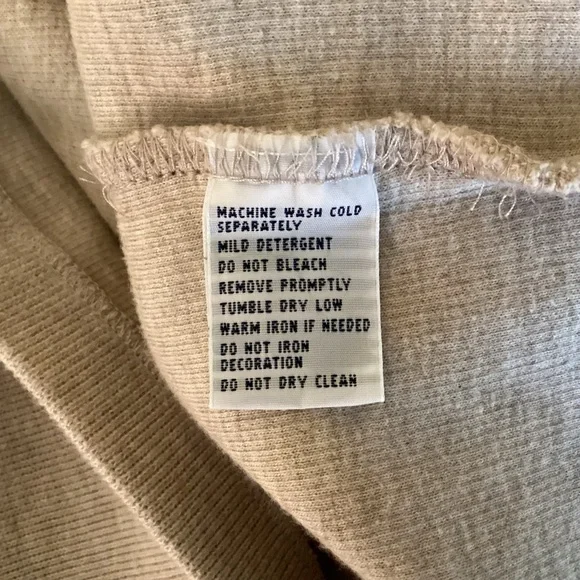 MACHINE WASH COLD
SEPARATELY
MILD DETERGENT
DO NOT BLEACH
REMOVE PROMPTLY
TUMBLE DRY LOW
WARM IRON IF NEEDED
DO NOT IRON
DECORATION
DO NOT DRY CLEAN